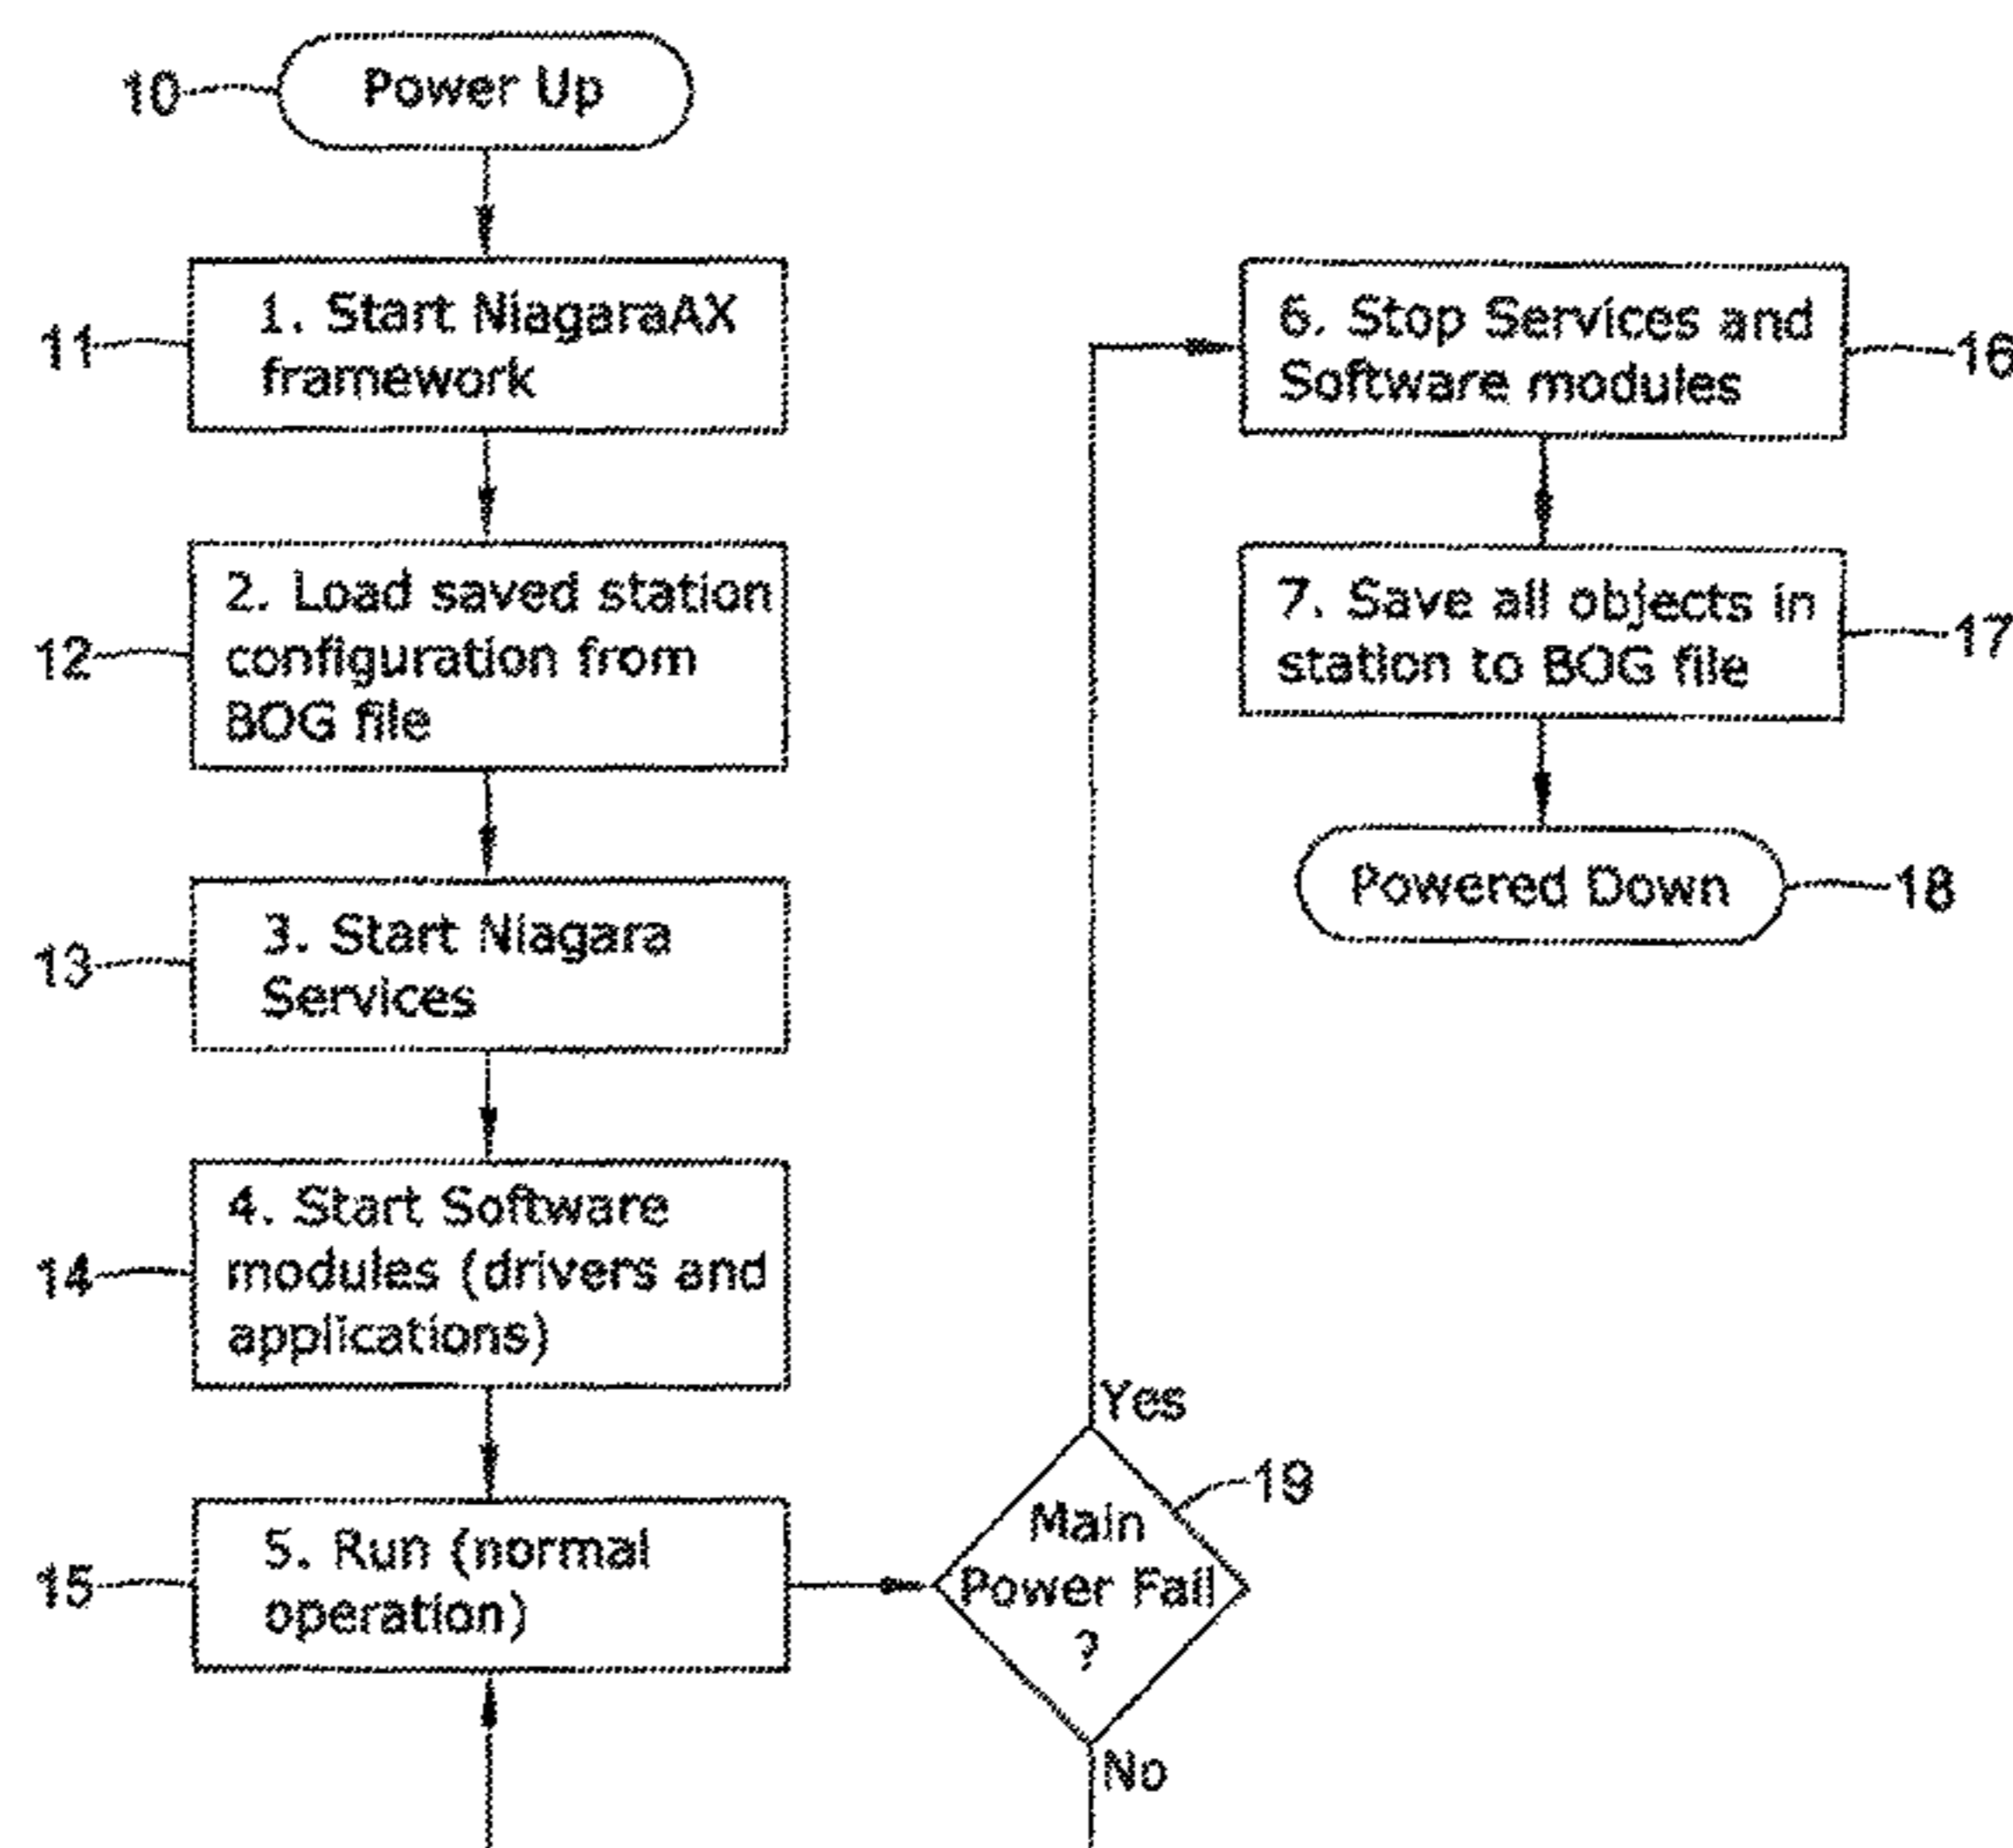 10
Power Up
11
1. Start NiagaraAX
framework
12
2. Load saved station
configuration from
BOG file
13
3. Start Niagara
Services
14
4. Start Software
modules (drivers and
applications)
15
5. Run (normal
operation)
Yes
19
Main
Power Fail
?
No
6. Stop Services and
Software modules
16
7. Save all objects in
station to BOG file
17
Powered Down
18